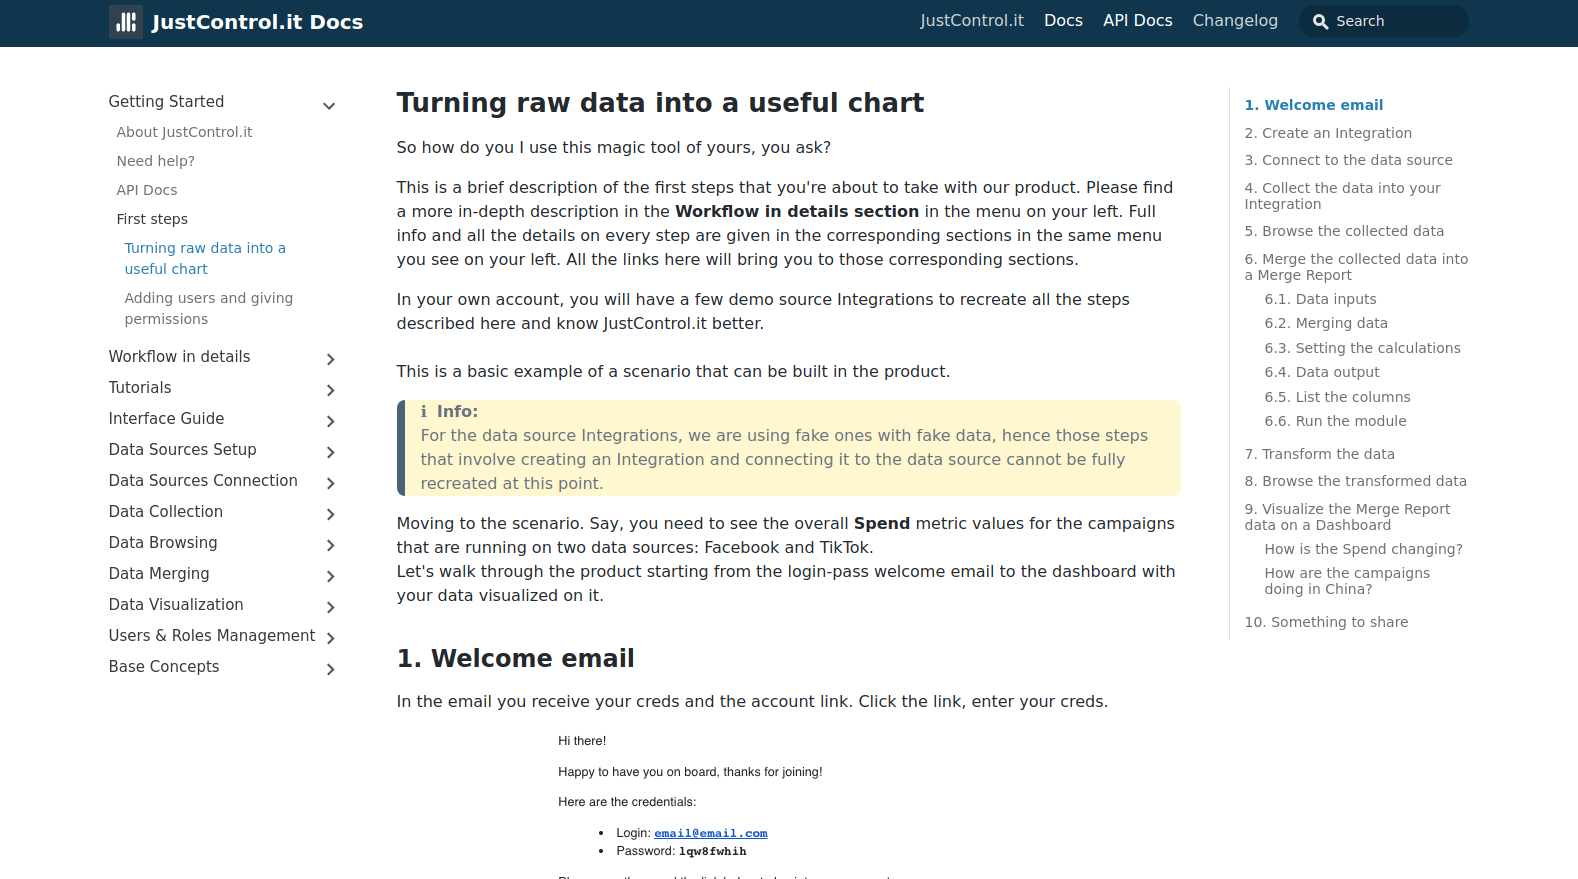 JustControl.it Docs
JustControl.it Docs API Docs Changelog Search
Getting Started
About JustControl.it
Need help?
API Docs
First steps
Turning raw data into a
useful chart
Adding users and giving
permissions
Workflow in details
Tutorials
Interface Guide
Data Sources Setup
Data Sources Connection
Data Collection
Data Browsing
Data Merging
Data Visualization
Users & Roles Management
Base Concepts
Turning raw data into a useful chart
So how do you I use this magic tool of yours, you ask?
This is a brief description of the first steps that you're about to take with our product. Please find
a more in-depth description in the Workflow in details section in the menu on your left. Full
info and all the details on every step are given in the corresponding sections in the same menu
you see on your left. All the links here will bring you to those corresponding sections.
In your own account, you will have a few demo source Integrations to recreate all the steps
described here and know JustControl.it better.
This is a basic example of a scenario that can be built in the product.
ℹ Info:
For the data source Integrations, we are using fake ones with fake data, hence those steps
that involve creating an Integration and connecting it to the data source cannot be fully
recreated at this point.
Moving to the scenario. Say, you need to see the overall Spend metric values for the campaigns
that are running on two data sources: Facebook and TikTok.
Let's walk through the product starting from the login-pass welcome email to the dashboard with
your data visualized on it.
1. Welcome email
In the email you receive your creds and the account link. Click the link, enter your creds.
Hi there!
Happy to have you on board, thanks for joining!
Here are the credentials:
• Login: email@email.com
• Password: lqw8fwhih
1. Welcome email
2. Create an Integration
3. Connect to the data source
4. Collect the data into your
Integration
5. Browse the collected data
6. Merge the collected data into
a Merge Report
6.1. Data inputs
6.2. Merging data
6.3. Setting the calculations
6.4. Data output
6.5. List the columns
6.6. Run the module
7. Transform the data
8. Browse the transformed data
9. Visualize the Merge Report
data on a Dashboard
How is the Spend changing?
How are the campaigns
doing in China?
10. Something to share